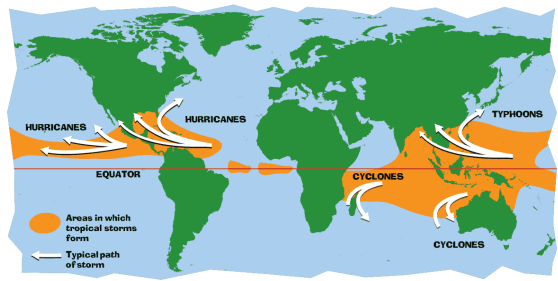 HURRICANES
HURRICANES
TYPHOONS
EQUATOR
CYCLONES
CYCLONES
Areas in which
tropical storms
form
Typical path
of storm